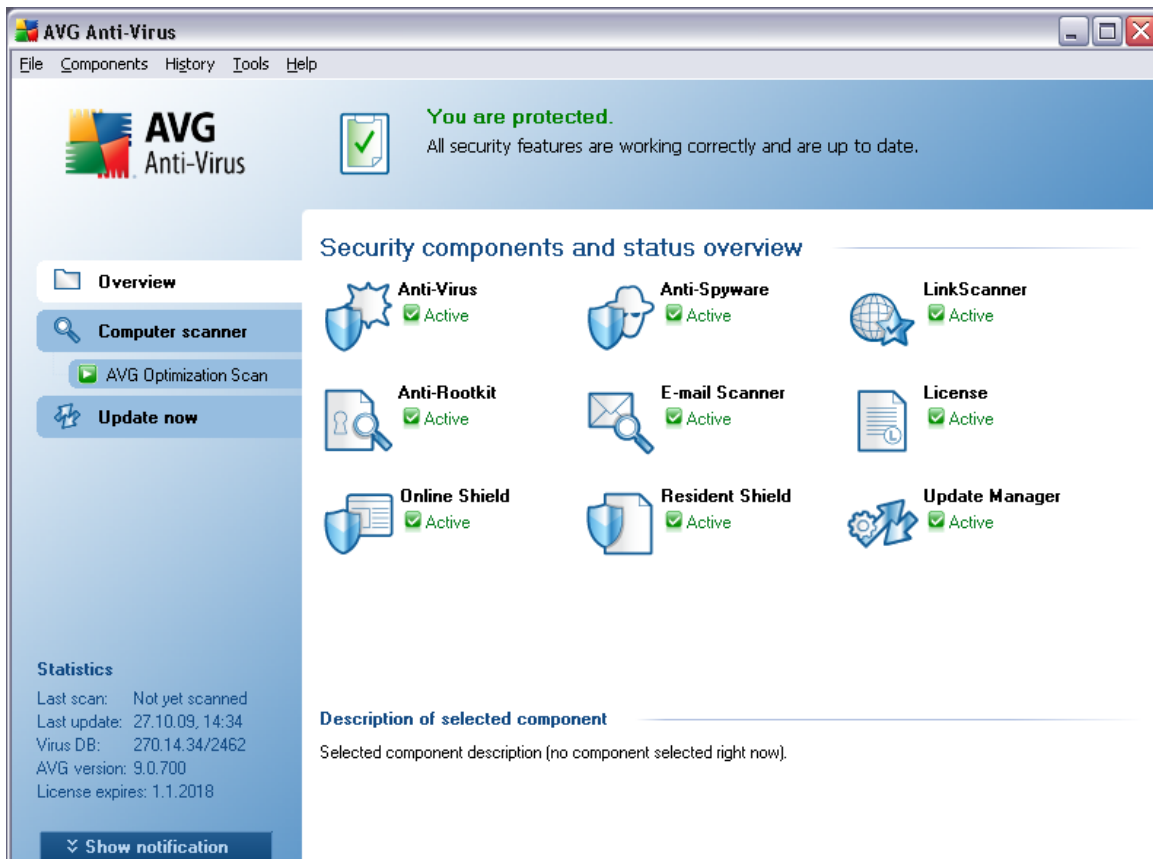 AVG Anti-Virus
File Components History Tools Help
AVG
Anti-Virus
You are protected.
All security features are working correctly and are up to date.
Overview
Computer scanner
AVG Optimization Scan
Update now
Security components and status overview
Anti-Virus
Active
Anti-Spyware
Active
LinkScanner
Active
Anti-Rootkit
Active
E-mail Scanner
Active
License
Active
Online Shield
Active
Resident Shield
Active
Update Manager
Active
Statistics
Last scan: Not yet scanned
Last update: 27.10.09, 14:34
Virus DB: 270.14.34/2462
AVG version: 9.0.700
License expires: 1.1.2018
Show notification
Description of selected component
Selected component description (no component selected right now).